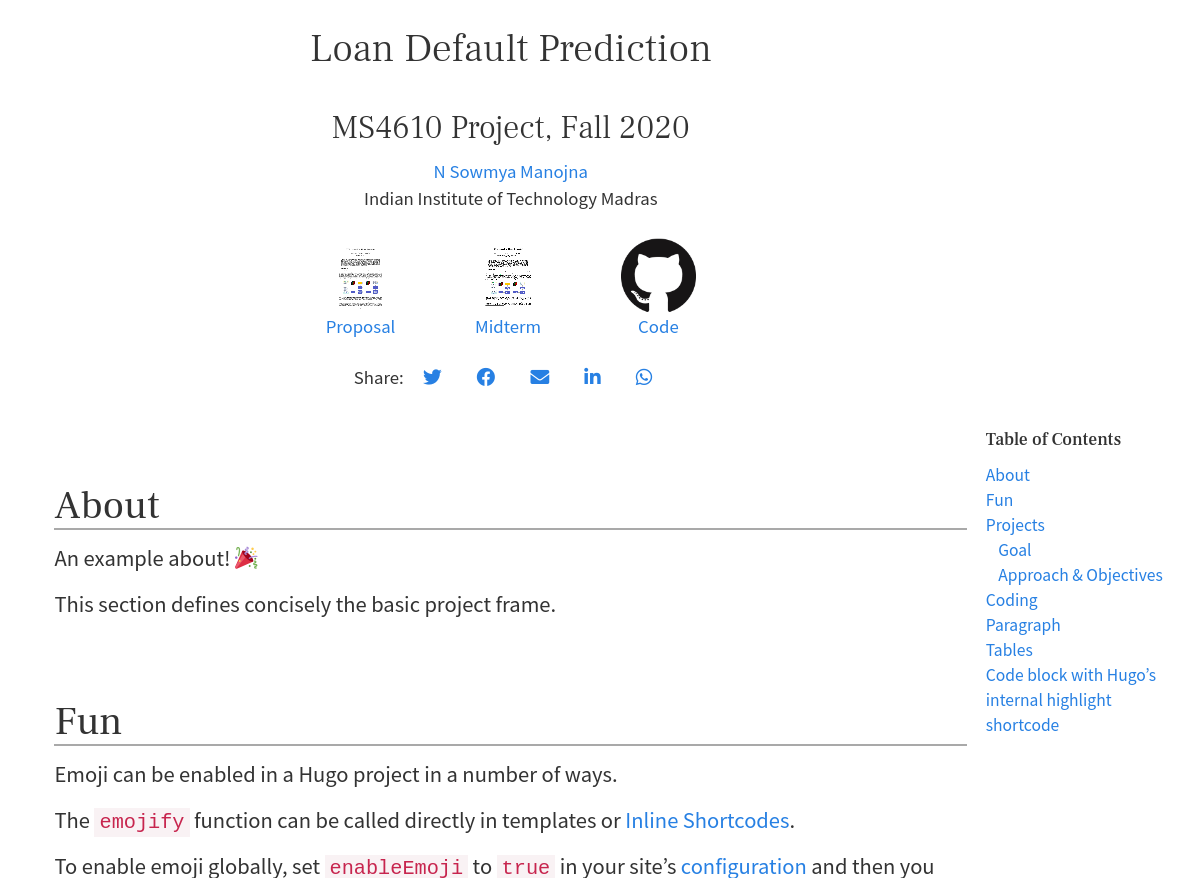 Loan Default Prediction
MS4610 Project, Fall 2020
N Sowmya Manojna
Indian Institute of Technology Madras
Proposal Midterm Code
Share:
Table of Contents
About
Fun
Projects
Goal
Approach & Objectives
Coding
Paragraph
Tables
Code block with Hugo’s
internal highlight
shortcode
About
An example about! 🎉
This section defines concisely the basic project frame.
Fun
Emoji can be enabled in a Hugo project in a number of ways.
The emojify function can be called directly in templates or Inline Shortcodes.
To enable emoji globally, set enableEmoji to true in your site’s configuration and then you